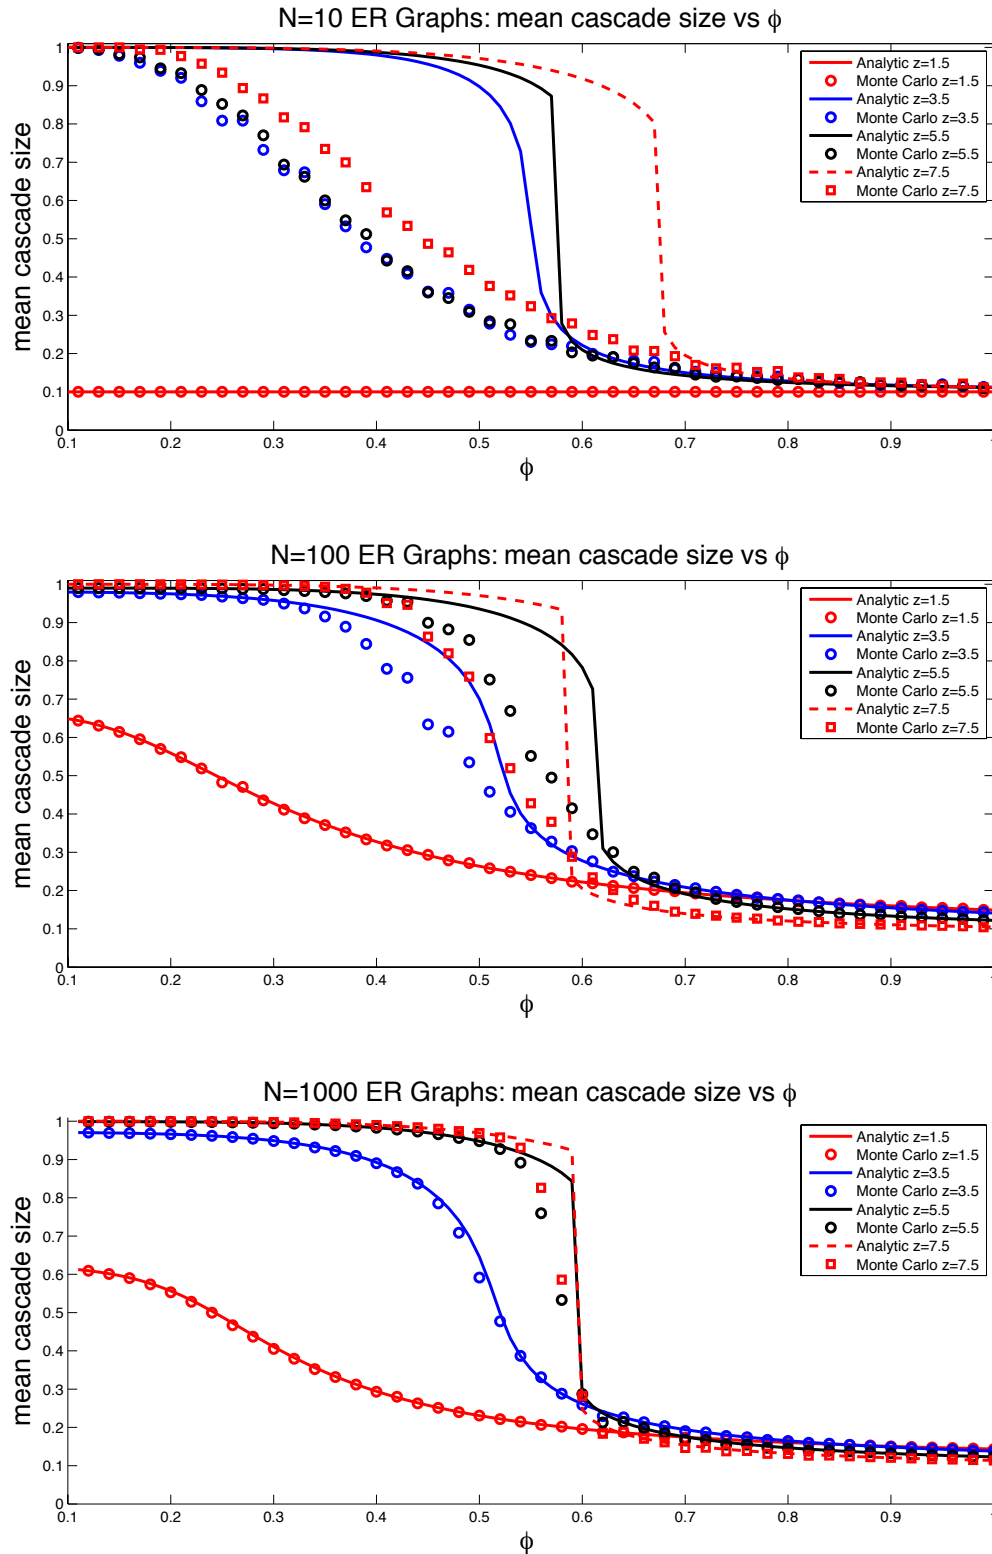 N=10 ER Graphs: mean cascade size vs ϕ
mean cascade size
1
0.9
0.8
0.7
0.6
0.5
0.4
0.3
0.2
0.1
0
0.1 0.2 0.3 0.4 0.5 0.6 0.7 0.8 0.9 1
ϕ
Analytic z=1.5
Monte Carlo z=1.5
Analytic z=3.5
Monte Carlo z=3.5
Analytic z=5.5
Monte Carlo z=5.5
Analytic z=7.5
Monte Carlo z=7.5
N=100 ER Graphs: mean cascade size vs ϕ
mean cascade size
1
0.9
0.8
0.7
0.6
0.5
0.4
0.3
0.2
0.1
0
0.1 0.2 0.3 0.4 0.5 0.6 0.7 0.8 0.9 1
ϕ
Analytic z=1.5
Monte Carlo z=1.5
Analytic z=3.5
Monte Carlo z=3.5
Analytic z=5.5
Monte Carlo z=5.5
Analytic z=7.5
Monte Carlo z=7.5
N=1000 ER Graphs: mean cascade size vs ϕ
mean cascade size
1
0.9
0.8
0.7
0.6
0.5
0.4
0.3
0.2
0.1
0
0.1 0.2 0.3 0.4 0.5 0.6 0.7 0.8 0.9 1
ϕ
Analytic z=1.5
Monte Carlo z=1.5
Analytic z=3.5
Monte Carlo z=3.5
Analytic z=5.5
Monte Carlo z=5.5
Analytic z=7.5
Monte Carlo z=7.5